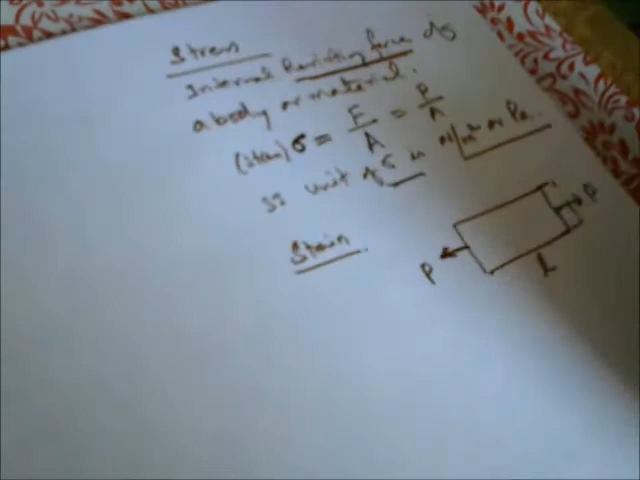 Stress
Internal Resisting force of
a body or material.
(stress) σ = F/A = P/A
SI unit of σ is N/m² or Pa.
Strain
P
P
L